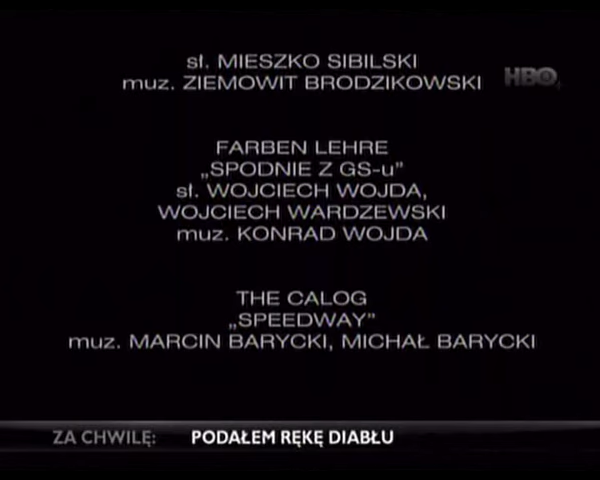 sł. MIESZKO SIBILSKI
muz. ZIEMOWIT BRODZIKOWSKI
HBO
FARBEN LEHRE
„SPODNIE Z GS-u”
sł. WOJCIECH WOJDA,
WOJCIECH WARDZEWSKI
muz. KONRAD WOJDA
THE CALOG
„SPEEDWAY”
muz. MARCIN BARYCKI, MICHAŁ BARYCKI
ZA CHWILĘ: PODAŁEM RĘKĘ DIABŁU